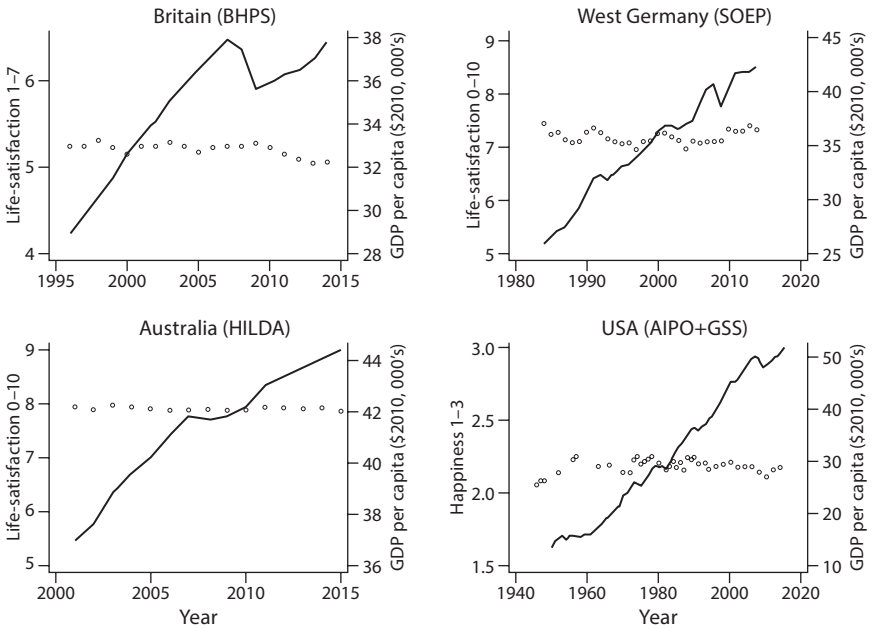 Britain (BHPS)
Life-satisfaction 1–7
6
5
4
38
36
34
32
30
28
GDP per capita ($2010, 000's)
1995 2000 2005 2010 2015
West Germany (SOEP)
Life-satisfaction 0–10
9
8
7
6
5
45
40
35
30
25
GDP per capita ($2010, 000's)
1980 1990 2000 2010 2020
Australia (HILDA)
Life-satisfaction 0–10
9
8
7
6
5
44
42
40
38
36
GDP per capita ($2010, 000's)
2000 2005 2010 2015
Year
USA (AIPO+GSS)
Happiness 1–3
3.0
2.5
2.0
1.5
50
40
30
20
10
GDP per capita ($2010, 000's)
1940 1960 1980 2000 2020
Year